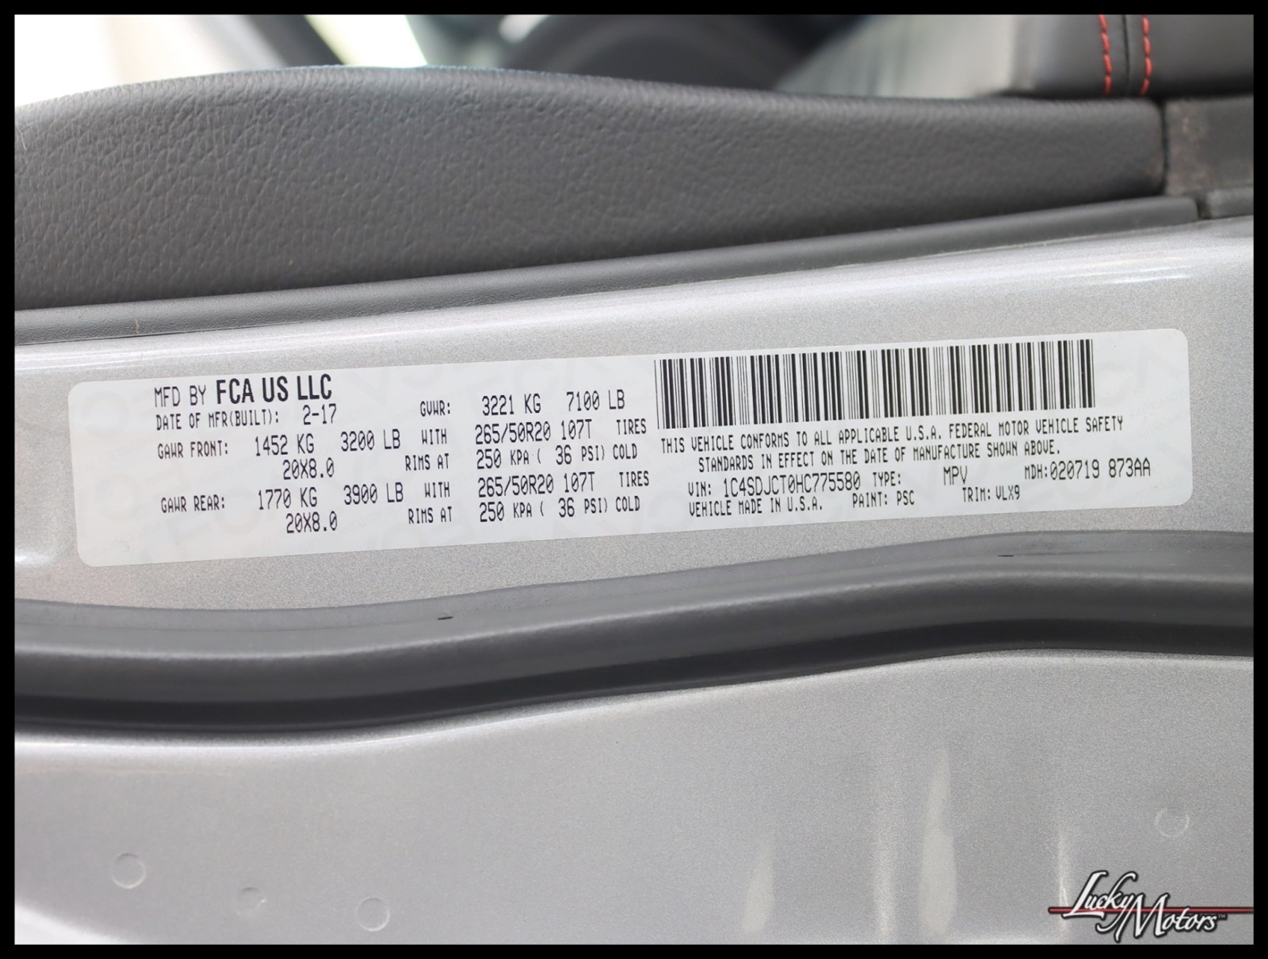 MFD BY FCA US LLC
DATE OF MFR(BUILT): 2-17 GVWR: 3221 KG 7100 LB
GAWR FRONT: 1452 KG 3200 LB WITH 265/50R20 107T TIRES
20X8.0 RIMS AT 250 KPA ( 36 PSI) COLD
GAWR REAR: 1770 KG 3900 LB WITH 265/50R20 107T TIRES
20X8.0 RIMS AT 250 KPA ( 36 PSI) COLD
THIS VEHICLE CONFORMS TO ALL APPLICABLE U.S.A. FEDERAL MOTOR VEHICLE SAFETY
STANDARDS IN EFFECT ON THE DATE OF MANUFACTURE SHOWN ABOVE.
VIN: 1C4SDJCT0HC775580 TYPE: MPV MDH:020719 873AA
VEHICLE MADE IN U.S.A. PAINT: PSC TRIM: VLX9
Lucky Motors